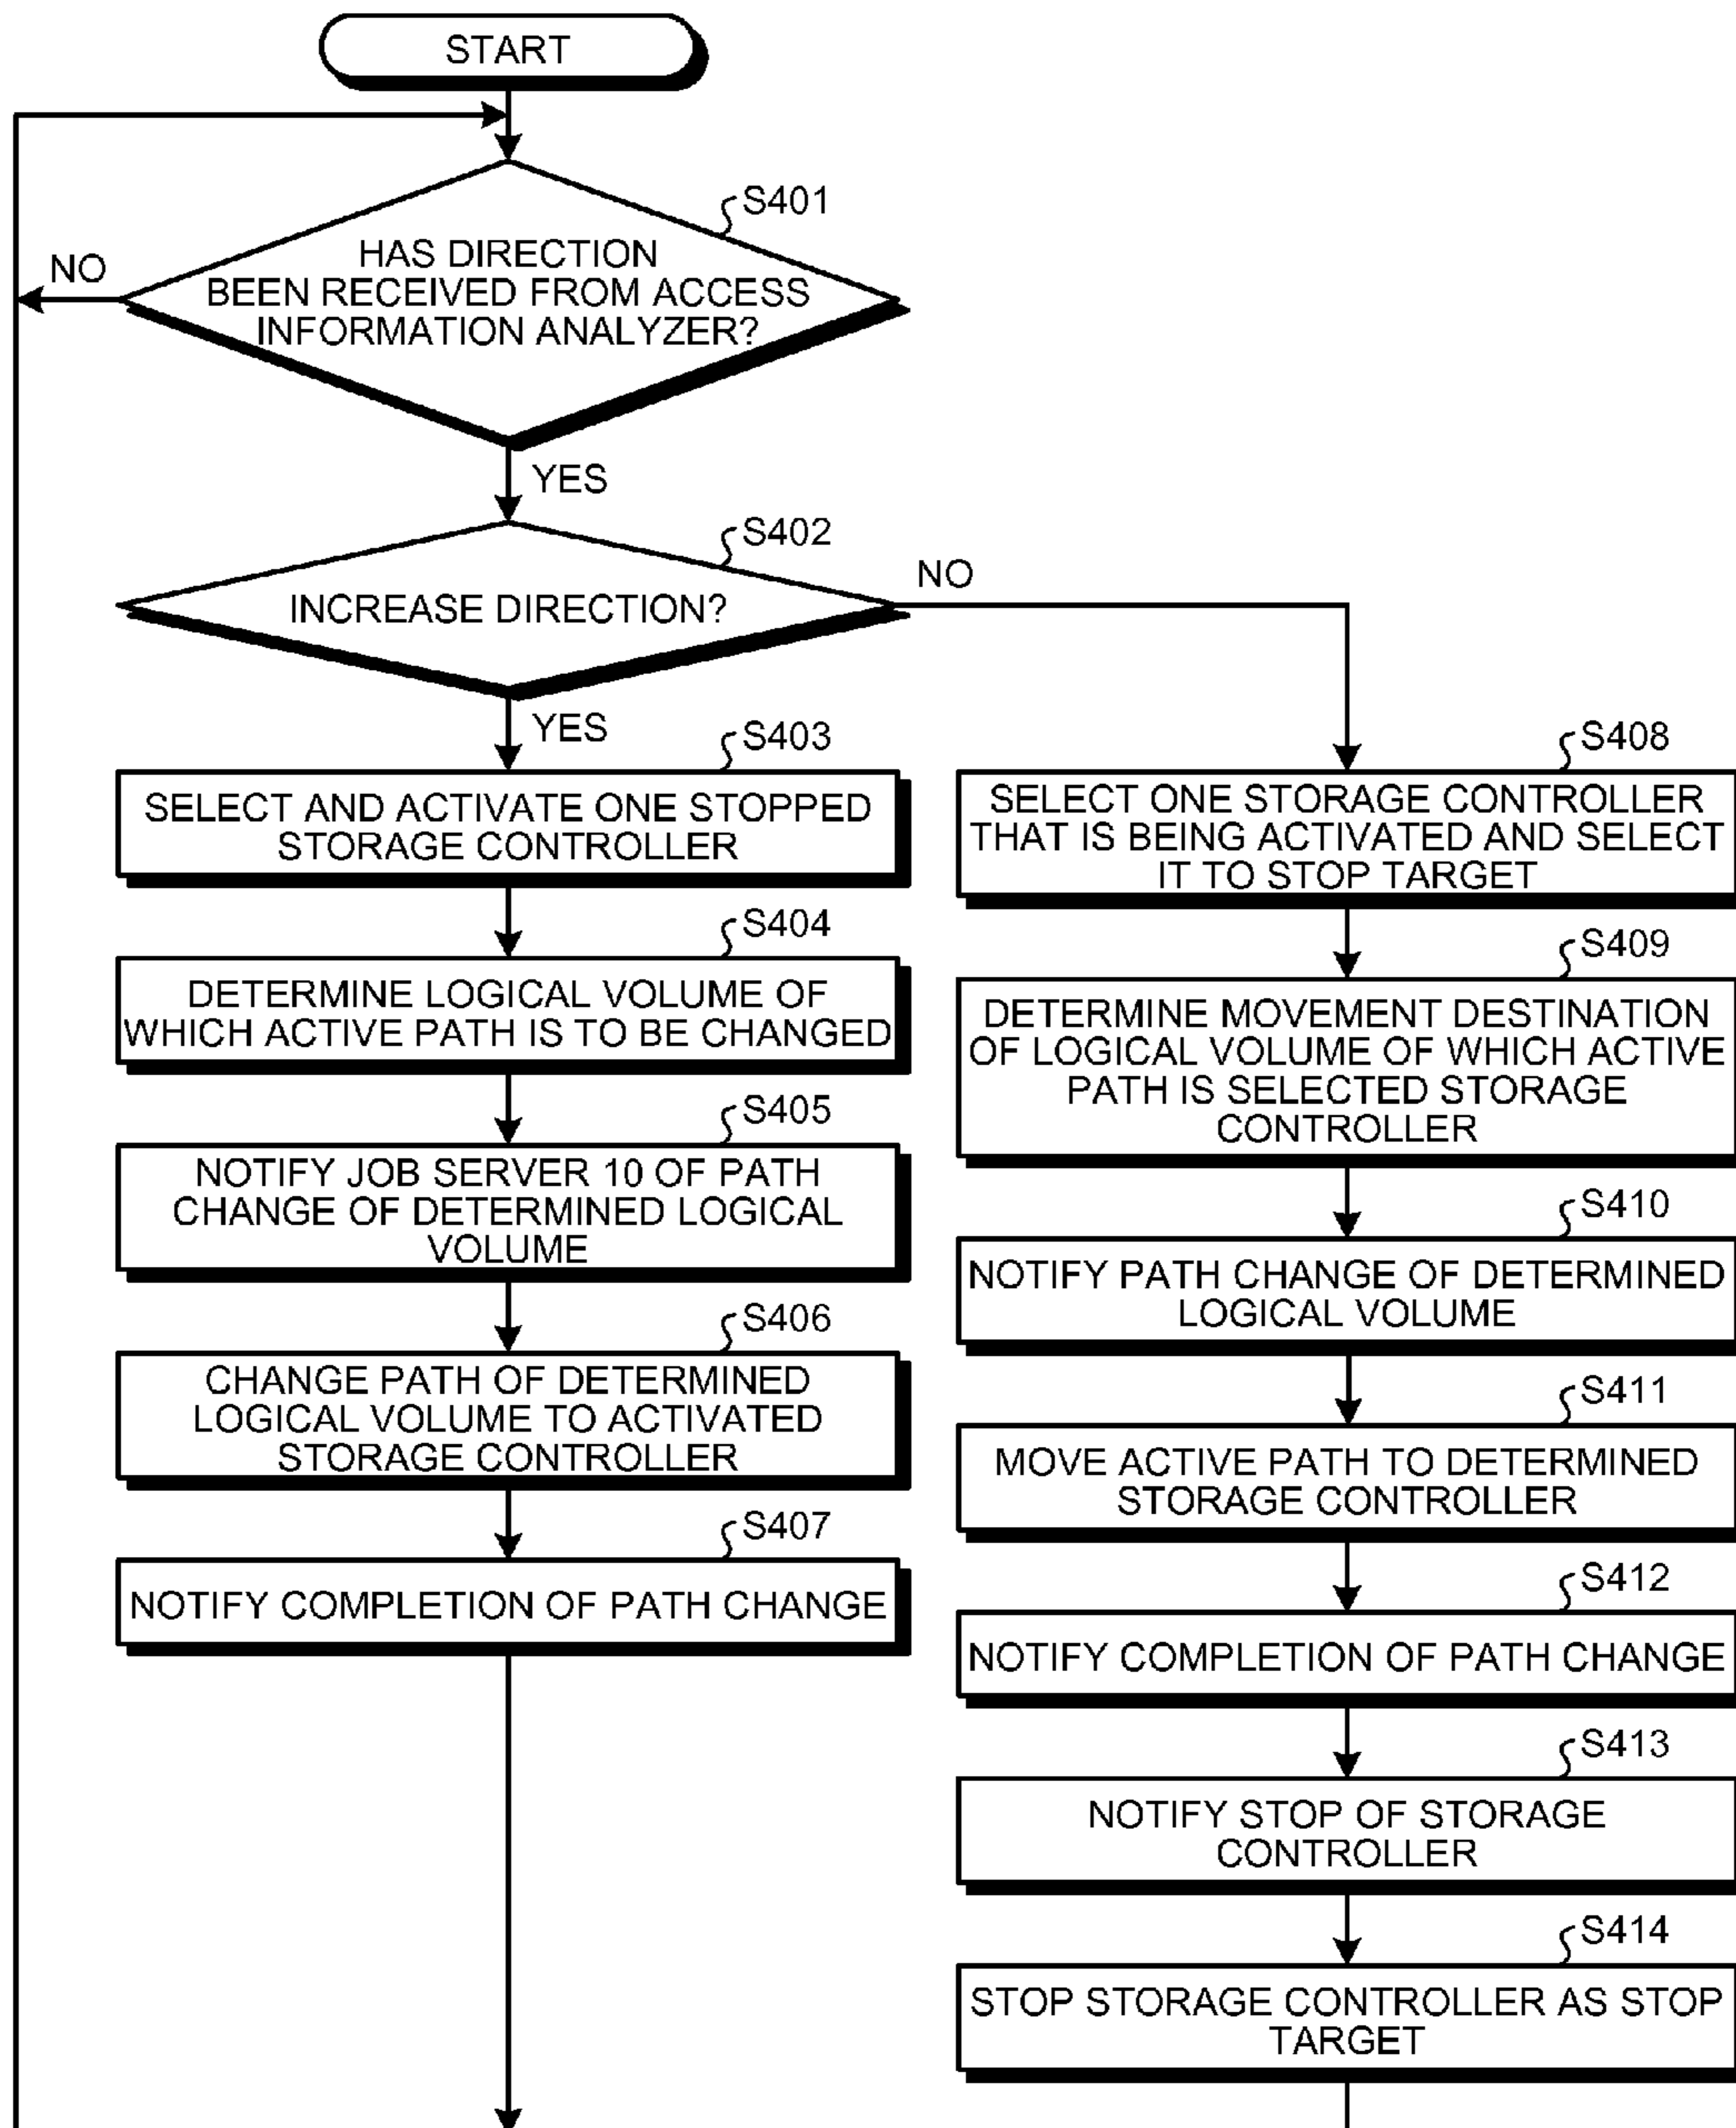 START
S401
HAS DIRECTION
BEEN RECEIVED FROM ACCESS
INFORMATION ANALYZER?
NO
YES
S402
INCREASE DIRECTION?
NO
YES
S403
SELECT AND ACTIVATE ONE STOPPED
STORAGE CONTROLLER
S404
DETERMINE LOGICAL VOLUME OF
WHICH ACTIVE PATH IS TO BE CHANGED
S405
NOTIFY JOB SERVER 10 OF PATH
CHANGE OF DETERMINED LOGICAL
VOLUME
S406
CHANGE PATH OF DETERMINED
LOGICAL VOLUME TO ACTIVATED
STORAGE CONTROLLER
S407
NOTIFY COMPLETION OF PATH CHANGE
S408
SELECT ONE STORAGE CONTROLLER
THAT IS BEING ACTIVATED AND SELECT
IT TO STOP TARGET
S409
DETERMINE MOVEMENT DESTINATION
OF LOGICAL VOLUME OF WHICH ACTIVE
PATH IS SELECTED STORAGE
CONTROLLER
S410
NOTIFY PATH CHANGE OF DETERMINED
LOGICAL VOLUME
S411
MOVE ACTIVE PATH TO DETERMINED
STORAGE CONTROLLER
S412
NOTIFY COMPLETION OF PATH CHANGE
S413
NOTIFY STOP OF STORAGE
CONTROLLER
S414
STOP STORAGE CONTROLLER AS STOP
TARGET